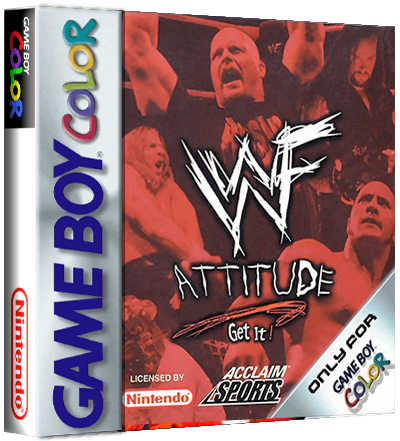 GAME BOY
COLOR
Nintendo
GAME BOY COLOR
WF
ATTITUDE
Get It!
LICENSED BY
Nintendo
ACCLAIM
SPORTS
ONLY FOR
GAME BOY
COLOR